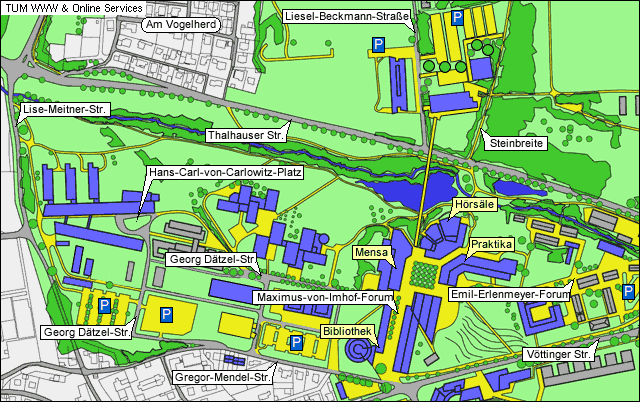 TUM WWW & Online Services
Am Vogelherd
Liesel-Beckmann-Straße
P
Lise-Meitner-Str.
Thalhauser Str.
Steinbreite
Hans-Carl-von-Carlowitz-Platz
Hörsäle
Praktika
Mensa
Georg Dätzel-Str.
Maximus-von-Imhof-Forum
Emil-Erlenmeyer-Forum
P
P
P
P
Georg Dätzel-Str.
Bibliothek
Vöttinger Str.
Gregor-Mendel-Str.